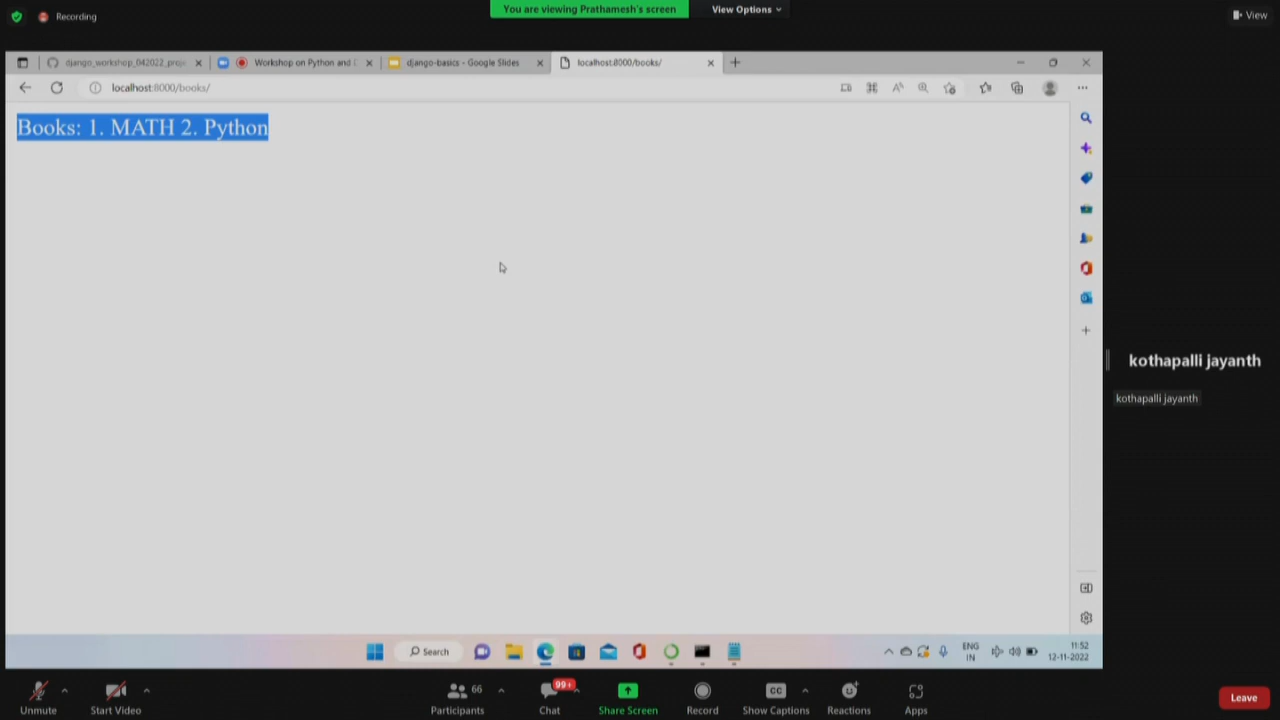 Recording
You are viewing Prathamesh's screen
View Options
View
Workshop on Python and
django-basics - Google Slides
localhost:8000/books/
localhost:8000/books/
Books: 1. MATH 2. Python
kothapalli jayanth
kothapalli jayanth
Search
ENG
IN
11:52
12-11-2022
Unmute
Start Video
66
Participants
99+
Chat
Share Screen
Record
CC
Show Captions
Reactions
Apps
Leave